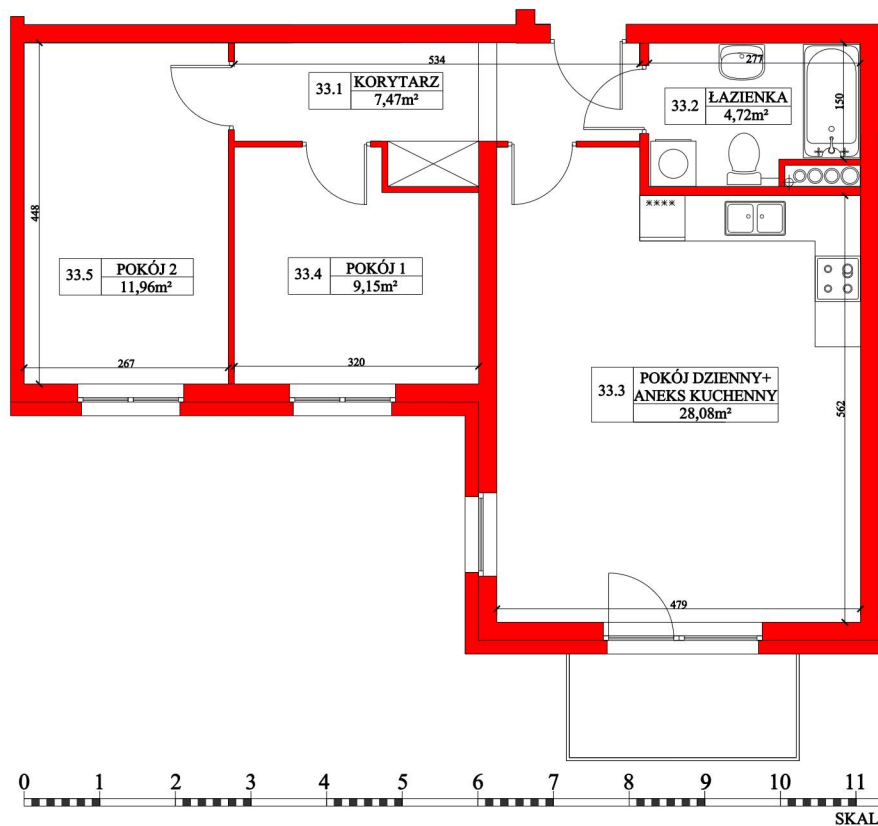 534
277
33.1 KORYTARZ
7,47m²
33.2 ŁAZIENKA
4,72m²
150
448
****
33.5 POKÓJ 2
11,96m²
33.4 POKÓJ 1
9,15m²
267
320
33.3 POKÓJ DZIENNY+
ANEKS KUCHENNY
28,08m²
562
479
0 1 2 3 4 5 6 7 8 9 10 11
SKAL